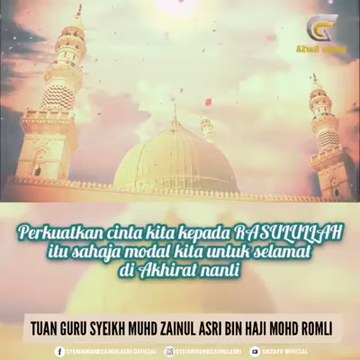 Perkuatkan cinta kita kepada RASULULLAH
itu sahaja modal kita untuk selamat
di Akhirat nanti
TUAN GURU SYEIKH MUHD ZAINUL ASRI BIN HAJI MOHD ROMLI